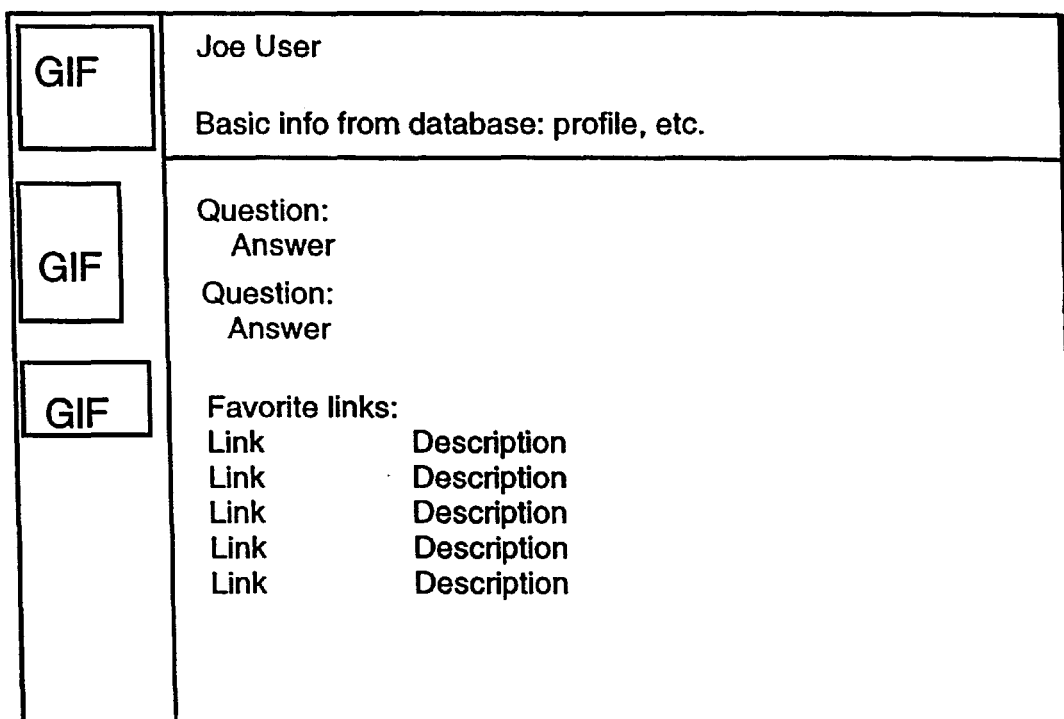 GIF
Joe User
Basic info from database: profile, etc.
GIF
Question:
Answer
Question:
Answer
GIF
Favorite links:
Link Description
Link Description
Link Description
Link Description
Link Description